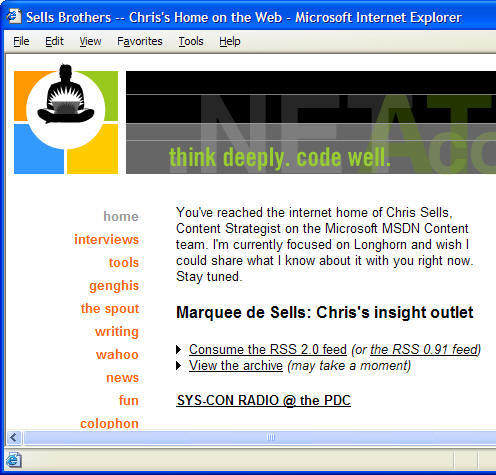 Sells Brothers -- Chris's Home on the Web - Microsoft Internet Explorer
File Edit View Favorites Tools Help
.NET
think deeply. code well.
home
interviews
tools
genghis
the spout
writing
wahoo
news
fun
colophon
You've reached the internet home of Chris Sells,
Content Strategist on the Microsoft MSDN Content
team. I'm currently focused on Longhorn and wish I
could share what I know about it with you right now.
Stay tuned.
Marquee de Sells: Chris's insight outlet
Consume the RSS 2.0 feed (or the RSS 0.91 feed)
View the archive (may take a moment)
SYS-CON RADIO @ the PDC